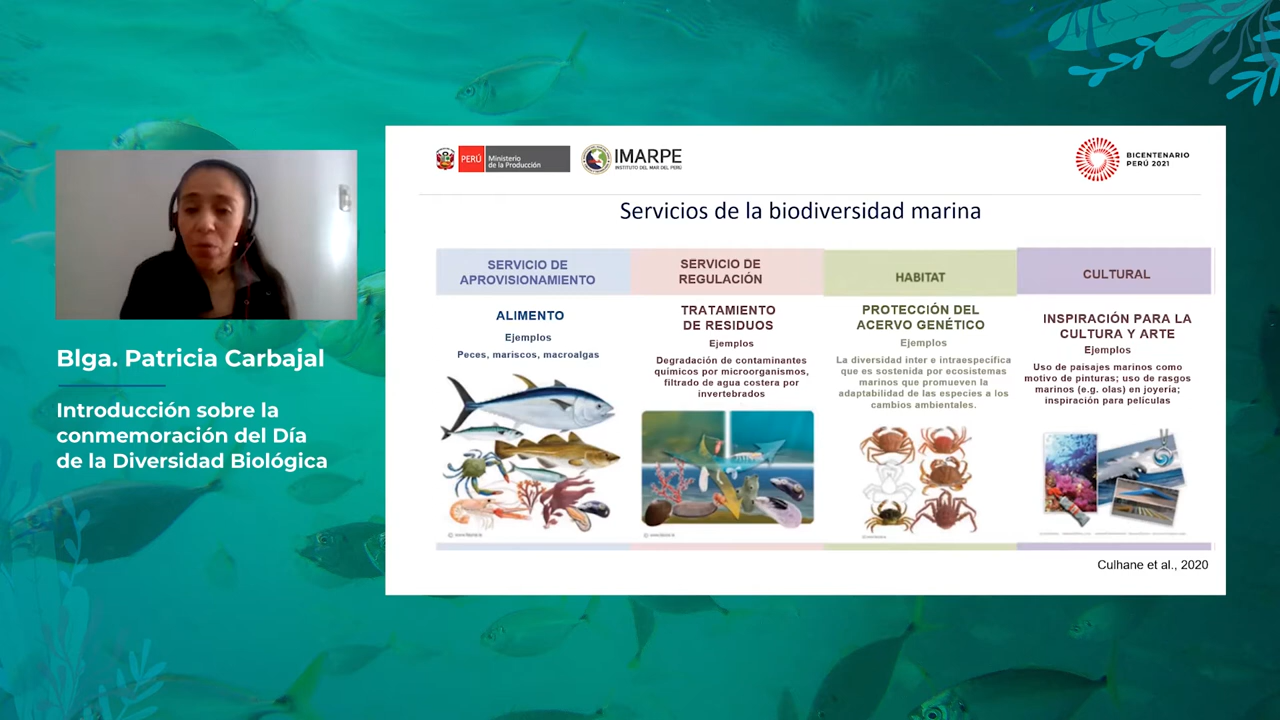 PERÚ
Ministerio
de la Producción
IMARPE
INSTITUTO DEL MAR DEL PERÚ
BICENTENARIO
PERÚ 2021
Servicios de la biodiversidad marina
SERVICIO DE
APROVISIONAMIENTO
ALIMENTO
Ejemplos
Peces, mariscos, macroalgas
SERVICIO DE
REGULACIÓN
TRATAMIENTO
DE RESIDUOS
Ejemplos
Degradación de contaminantes
químicos por microorganismos,
filtrado de agua costera por
invertebrados
HABITAT
PROTECCIÓN DEL
ACERVO GENÉTICO
Ejemplos
La diversidad inter e intraespecífica
que es sostenida por ecosistemas
marinos que promueven la
adaptabilidad de las especies a los
cambios ambientales.
CULTURAL
INSPIRACIÓN PARA LA
CULTURA Y ARTE
Ejemplos
Uso de paisajes marinos como
motivo de pinturas; uso de rasgos
marinos (e.g. olas) en joyería;
inspiración para películas
Culhane et al., 2020
Blga. Patricia Carbajal
Introducción sobre la
conmemoración del Día
de la Diversidad Biológica